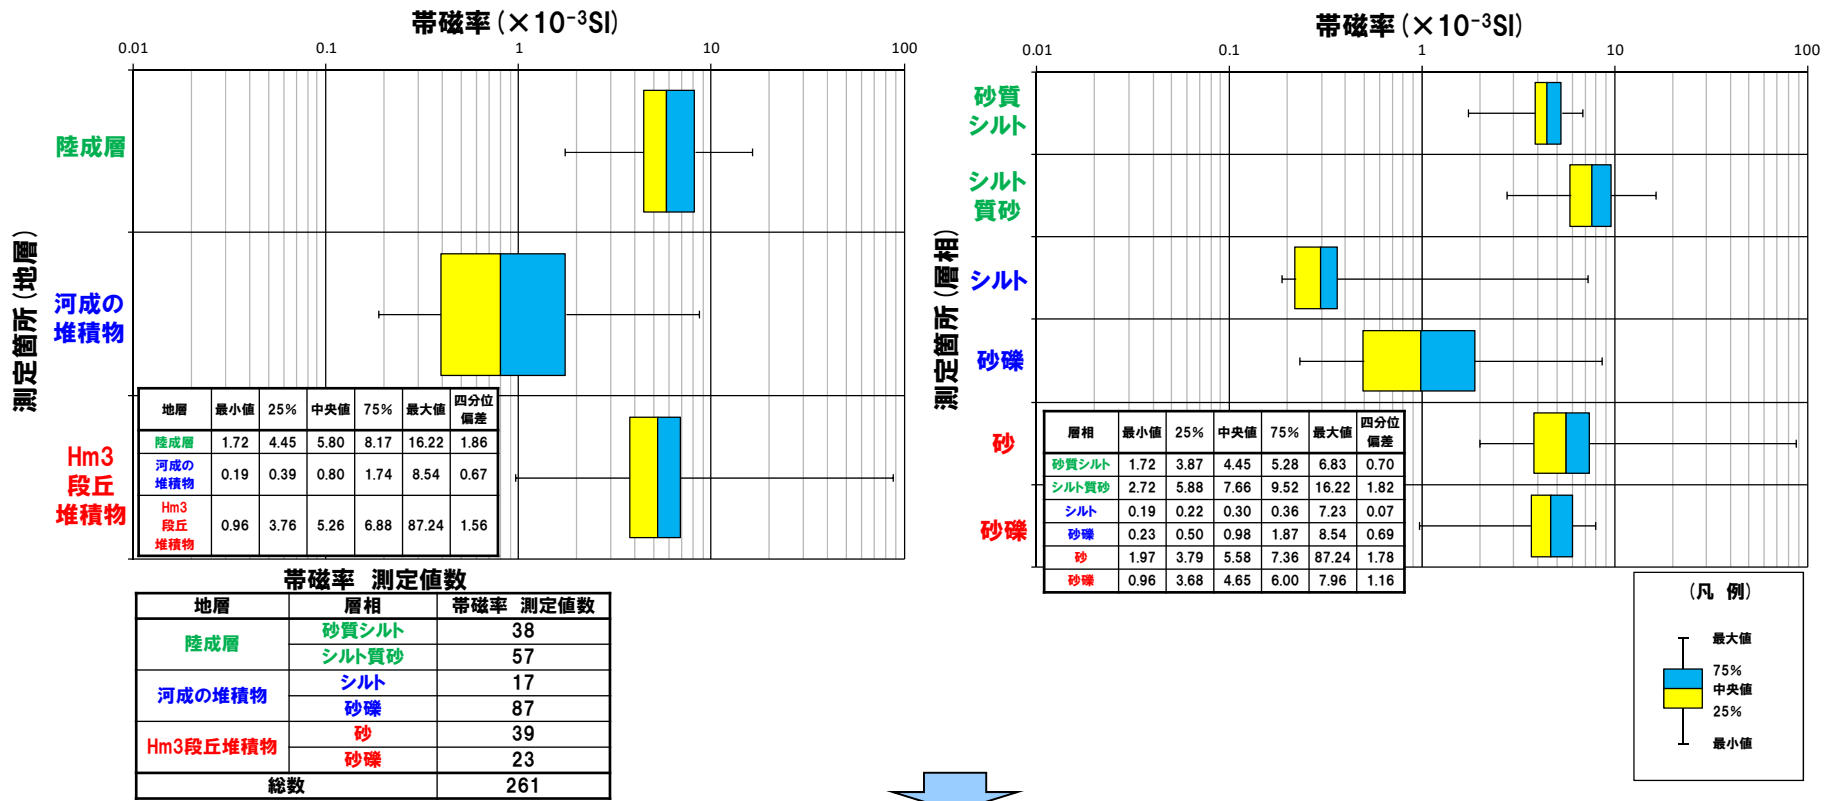 帯磁率(×10⁻³SI)
0.01 0.1 1 10 100
測定箇所(地層)
陸成層
河成の
堆積物
Hm3
段丘
堆積物
地層 最小値 25% 中央値 75% 最大値 四分位
偏差
陸成層 1.72 4.45 5.80 8.17 16.22 1.86
河成の
堆積物 0.19 0.39 0.80 1.74 8.54 0.67
Hm3
段丘
堆積物 0.96 3.76 5.26 6.88 87.24 1.56
帯磁率 測定値数
地層 層相 帯磁率 測定値数
陸成層 砂質シルト 38
シルト質砂 57
河成の堆積物 シルト 17
砂礫 87
Hm3段丘堆積物 砂 39
砂礫 23
総数 261
帯磁率(×10⁻³SI)
0.01 0.1 1 10 100
測定箇所(層相)
砂質
シルト
シルト
質砂
シルト
砂礫
砂
砂礫
層相 最小値 25% 中央値 75% 最大値 四分位
偏差
砂質シルト 1.72 3.87 4.45 5.28 6.83 0.70
シルト質砂 2.72 5.88 7.66 9.52 16.22 1.82
シルト 0.19 0.22 0.30 0.36 7.23 0.07
砂礫 0.23 0.50 0.98 1.87 8.54 0.69
砂 1.97 3.79 5.58 7.36 87.24 1.78
砂礫 0.96 3.68 4.65 6.00 7.96 1.16
(凡 例)
最大値
75%
中央値
25%
最小値